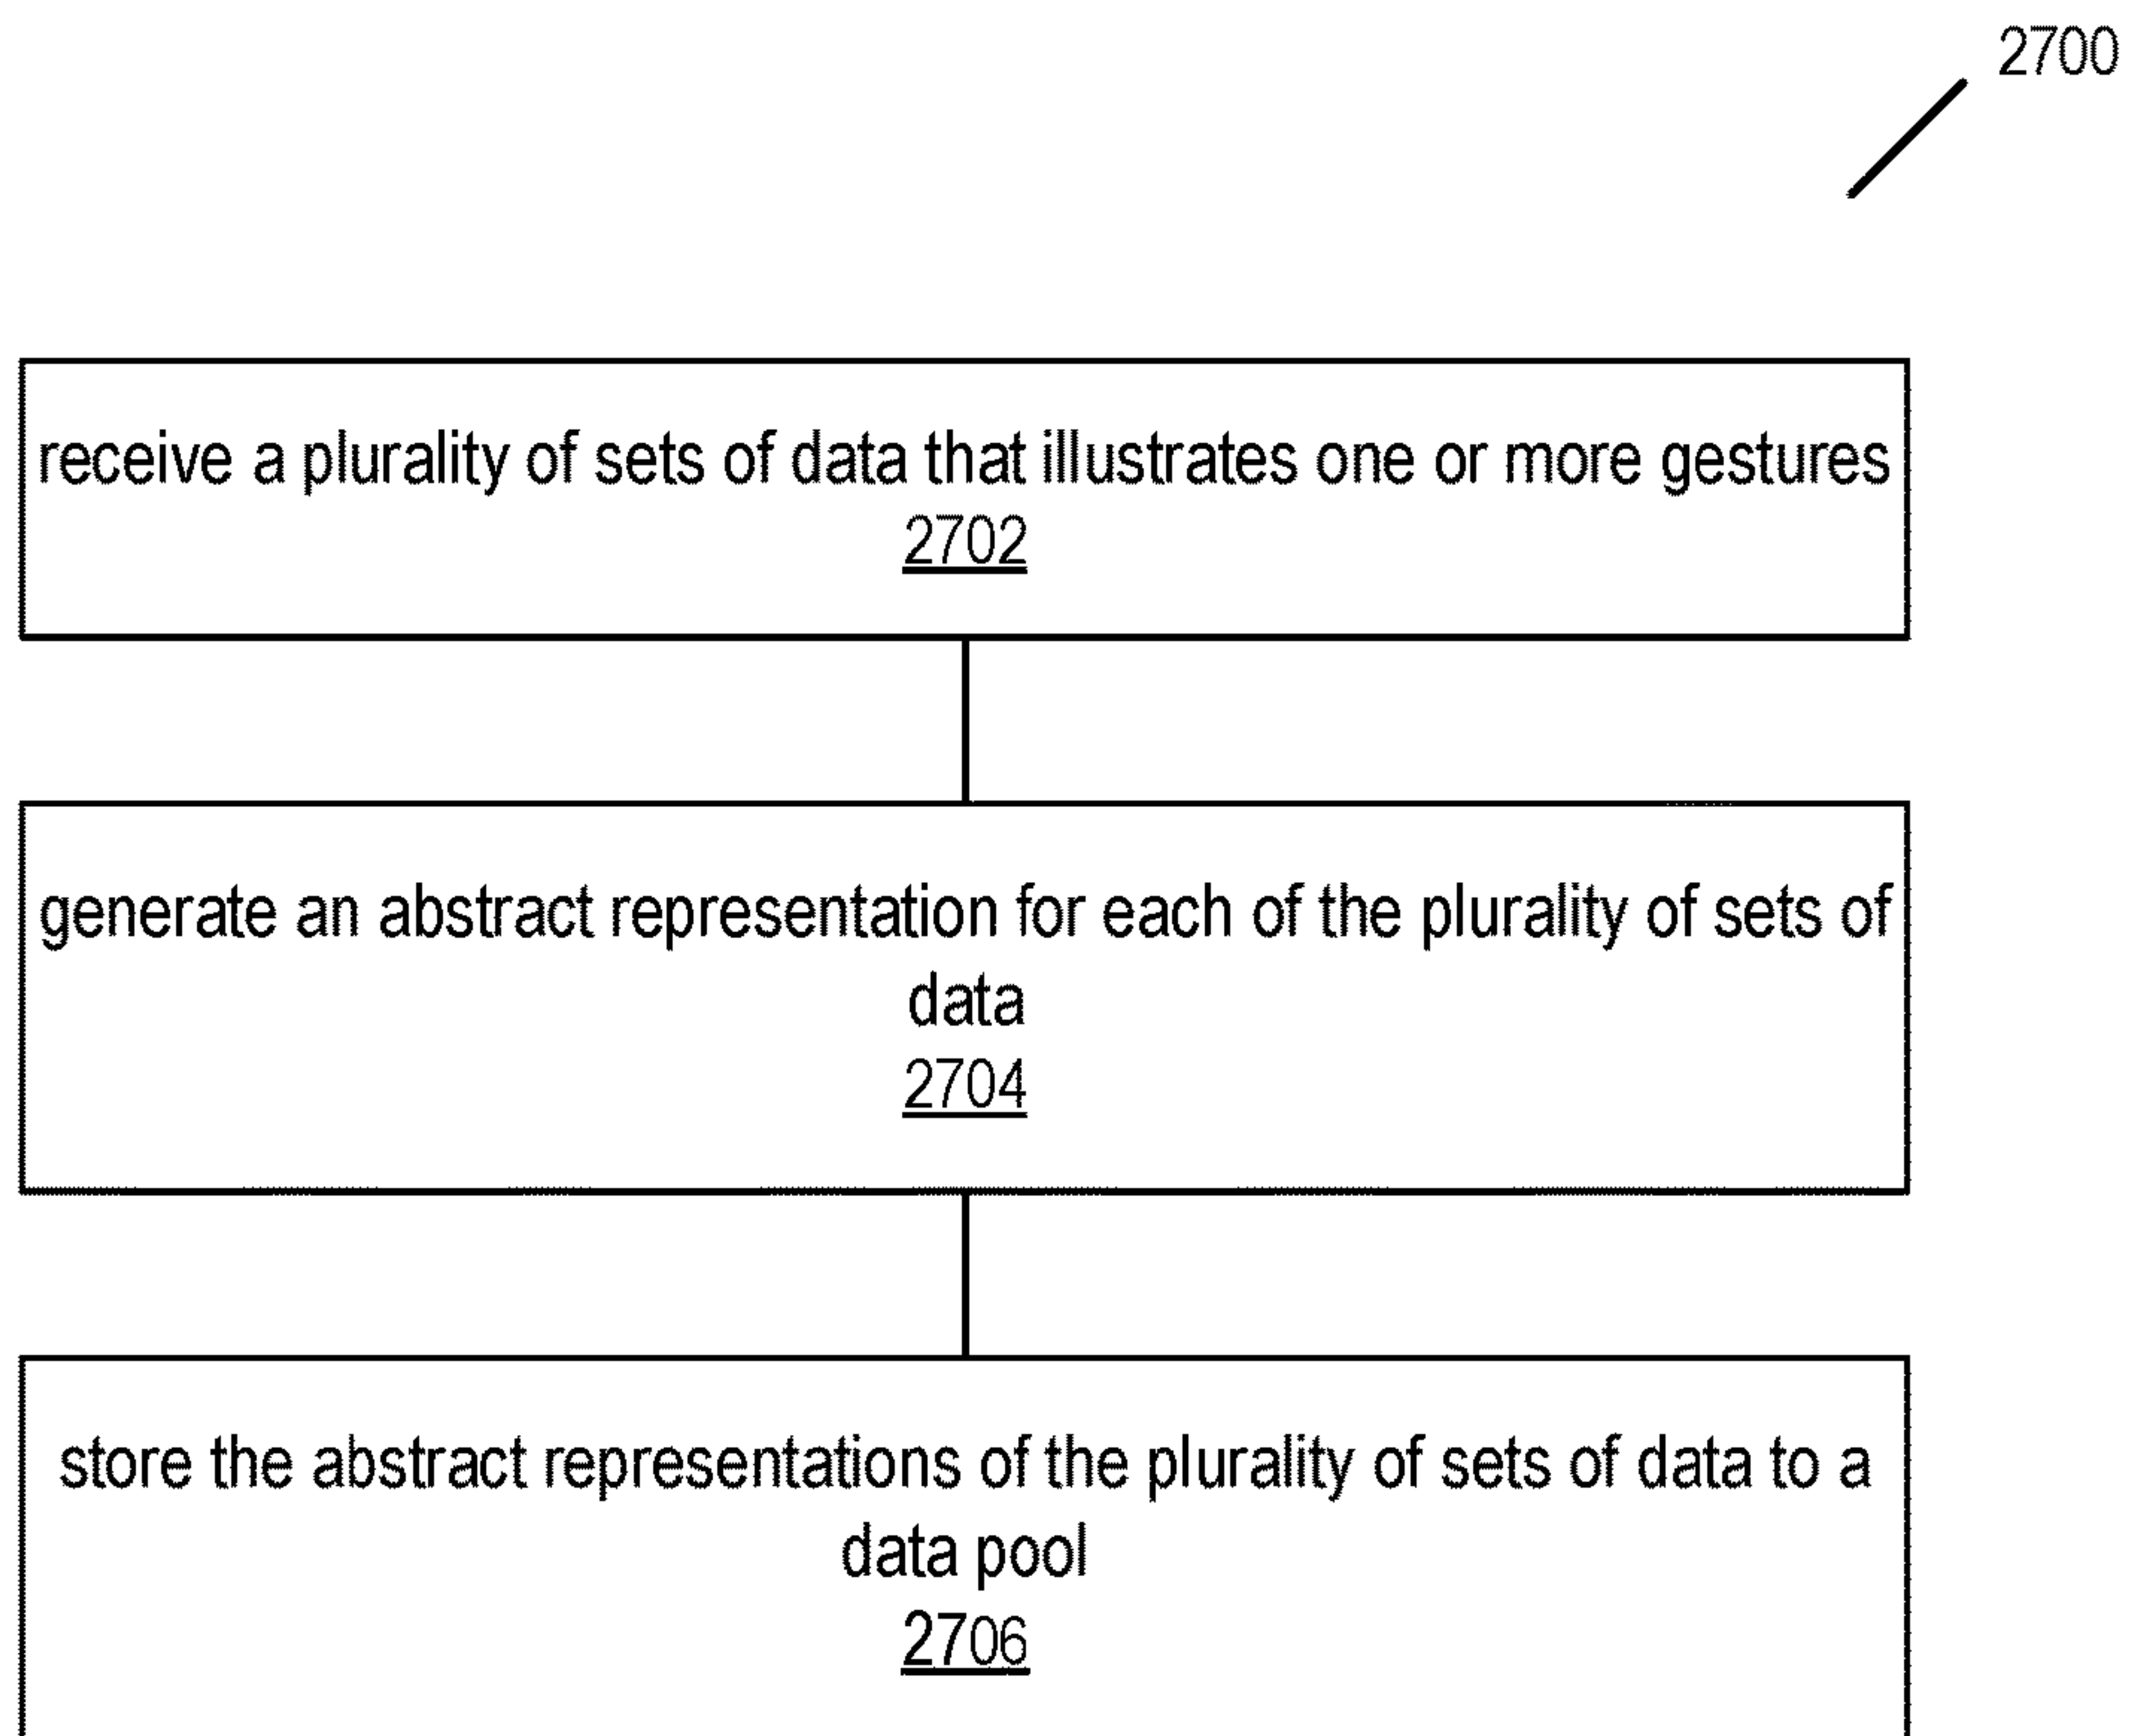 2700
receive a plurality of sets of data that illustrates one or more gestures
2702
generate an abstract representation for each of the plurality of sets of
data
2704
store the abstract representations of the plurality of sets of data to a
data pool
2706